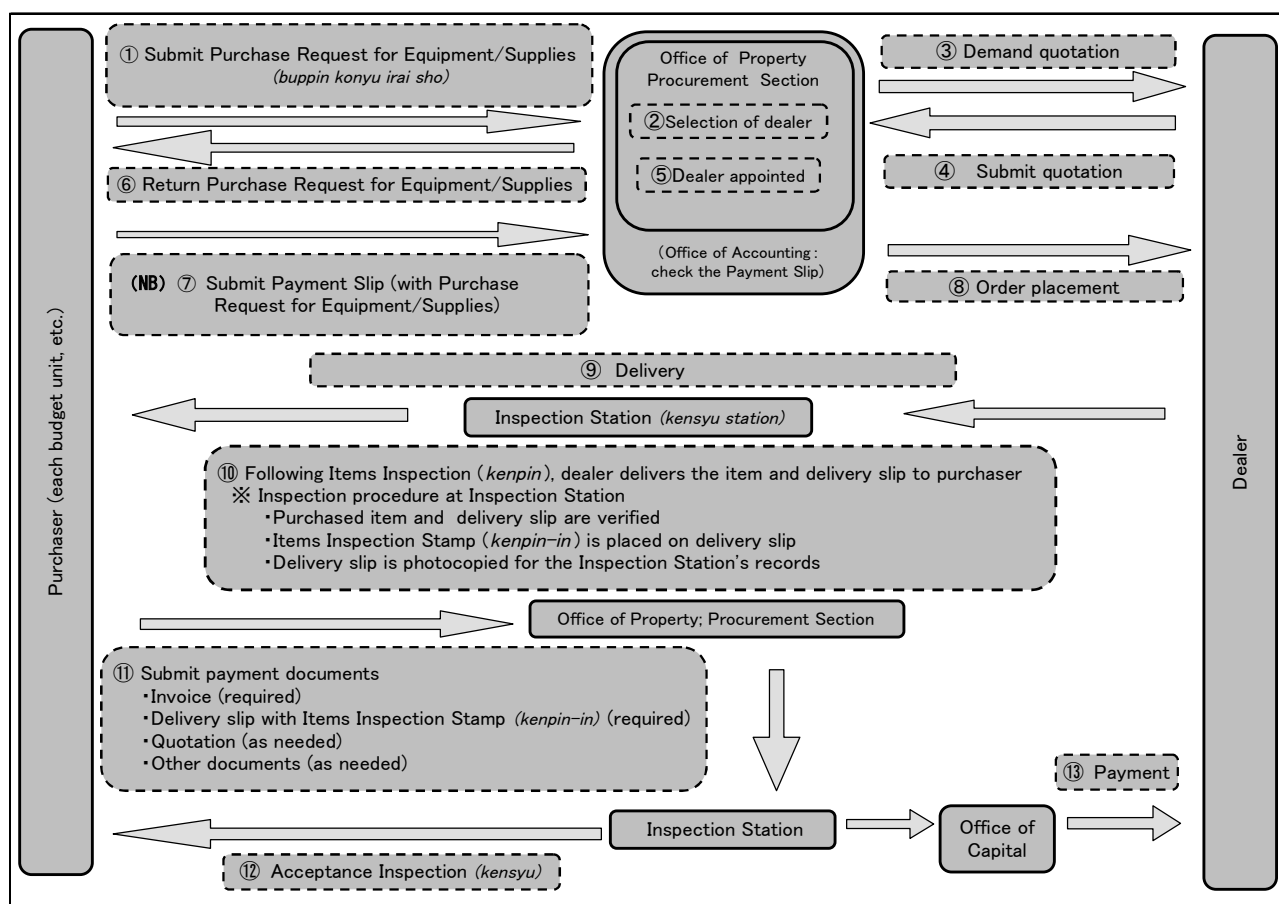 Purchaser (each budget unit, etc.)
① Submit Purchase Request for Equipment/Supplies
(buppin konyu irai sho)
⑥ Return Purchase Request for Equipment/Supplies
(NB) ⑦ Submit Payment Slip (with Purchase
Request for Equipment/Supplies)
Office of Property
Procurement Section
②Selection of dealer
⑤Dealer appointed
(Office of Accounting:
check the Payment Slip)
③ Demand quotation
④ Submit quotation
⑧ Order placement
Dealer
⑨ Delivery
Inspection Station (kensyu station)
⑩ Following Items Inspection (kenpin), dealer delivers the item and delivery slip to purchaser
※ Inspection procedure at Inspection Station
・Purchased item and delivery slip are verified
・Items Inspection Stamp (kenpin-in) is placed on delivery slip
・Delivery slip is photocopied for the Inspection Station's records
Office of Property; Procurement Section
⑪ Submit payment documents
・Invoice (required)
・Delivery slip with Items Inspection Stamp (kenpin-in) (required)
・Quotation (as needed)
・Other documents (as needed)
⑬ Payment
Inspection Station
Office of
Capital
⑫ Acceptance Inspection (kensyu)